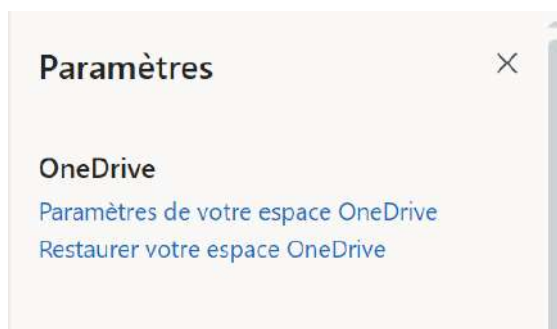 Paramètres
OneDrive
Paramètres de votre espace OneDrive
Restaurer votre espace OneDrive